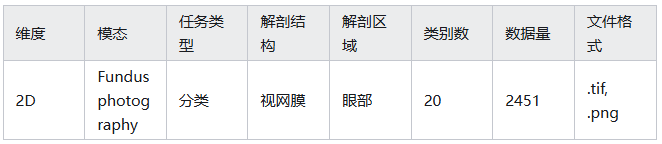 维度 模态 任务类型 解剖结构 解剖区域 类别数 数据量 文件格式
2D Fundus photography 分类 视网膜 眼部 20 2451 .tif, .png